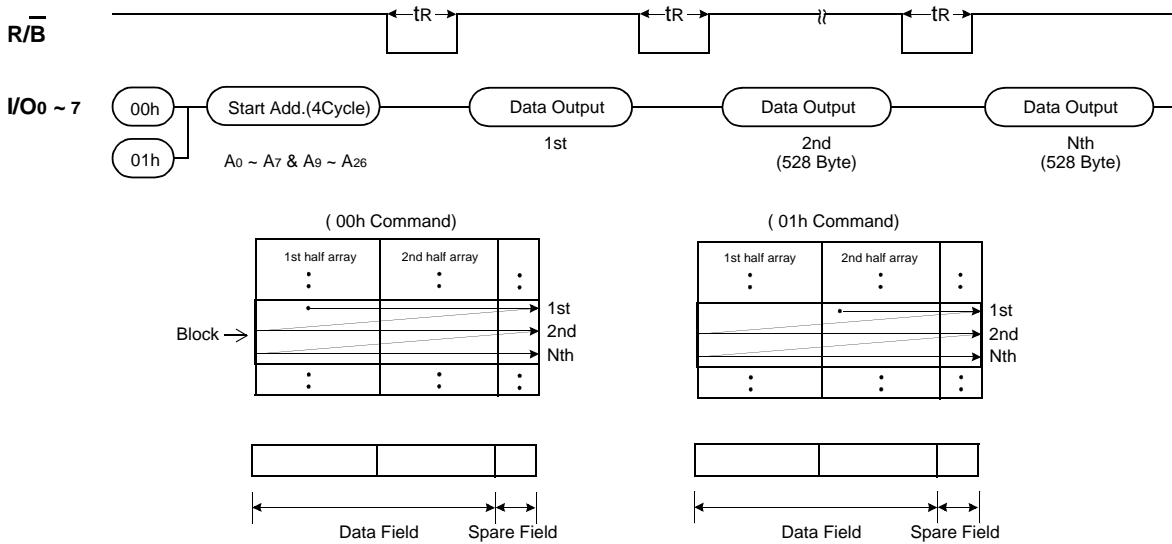 R/B tR tR tR
I/O0 ~ 7 00h Start Add.(4Cycle) Data Output Data Output Data Output
01h A0 ~ A7 & A9 ~ A26 1st 2nd Nth
(528 Byte) (528 Byte)
( 00h Command) ( 01h Command)
1st half array 2nd half array 1st half array 2nd half array
1st 1st
Block 2nd 2nd
Nth Nth
Data Field Spare Field Data Field Spare Field